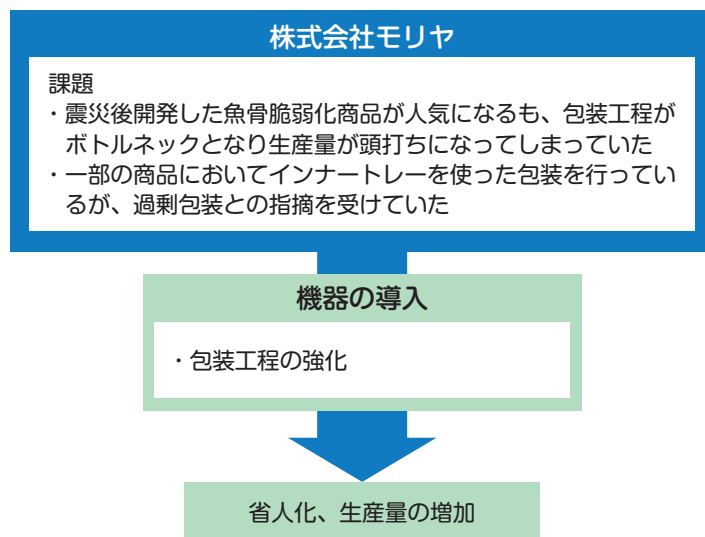 株式会社モリヤ
課題
・震災後開発した魚骨脆弱化商品が人気になるも、包装工程が
ボトルネックとなり生産量が頭打ちになってしまっていた
・一部の商品においてインナートレーを使った包装を行ってい
るが、過剰包装との指摘を受けていた
機器の導入
・包装工程の強化
省人化、生産量の増加